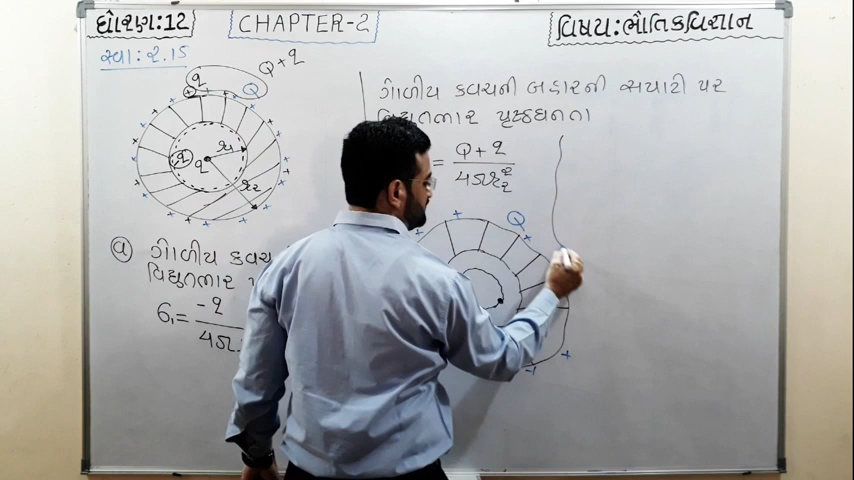 ધોરણ:12
CHAPTER-2
વિષય:ભૌતિકવિજ્ઞાન
સ્વા: ૨.15
q
Q
Q+q
q
q
r₁
r₂
(a) ગોળીય કવચ
વિદ્યુતભાર
σ₁ = -q
4π
ગોળીય કવચની બહારની સપાટી પર
વિદ્યુતભાર પૃષ્ઠઘનતા
= Q+q
4πr₂²
Q